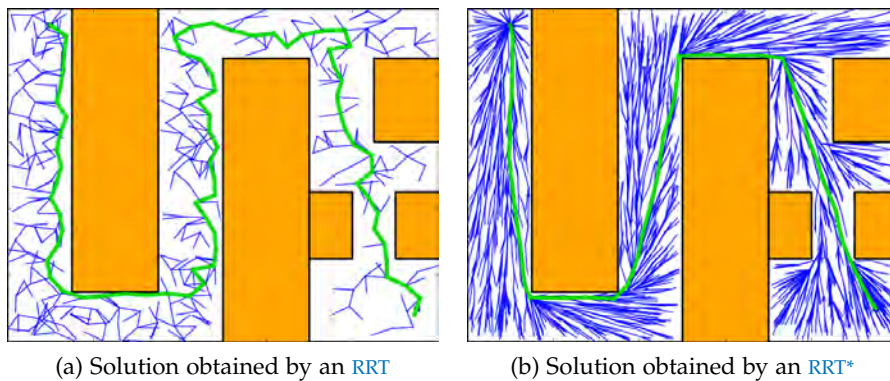 (a) Solution obtained by an RRT
(b) Solution obtained by an RRT*